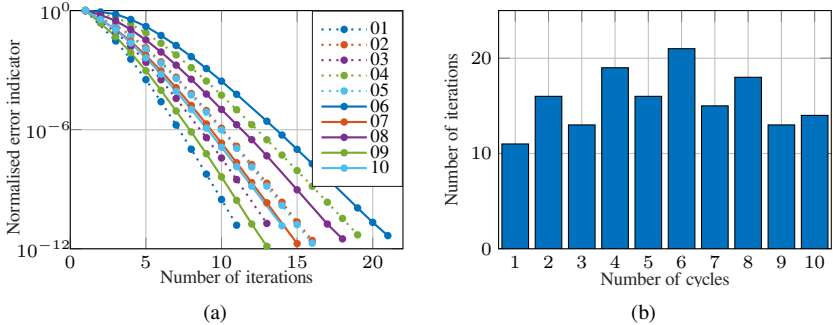 10^0
10^−6
10^−12
Normalised error indicator
0 5 10 15 20
Number of iterations
01
02
03
04
05
06
07
08
09
10
(a)
20
10
0
Number of iterations
1 2 3 4 5 6 7 8 9 10
Number of cycles
(b)